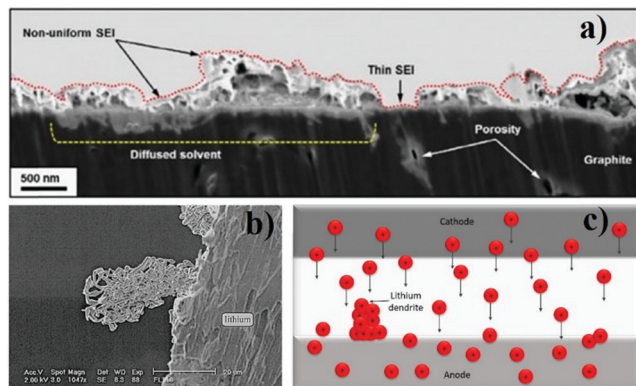 a)
Non-uniform SEI
Thin SEI
Diffused solvent
Porosity
Graphite
500 nm
b)
lithium
Acc.V Spot Magn Det WD Exp
2.00 kV 3.0 1047x SE 8.3 88
20 µm
c)
Cathode
Lithium
dendrite
Anode